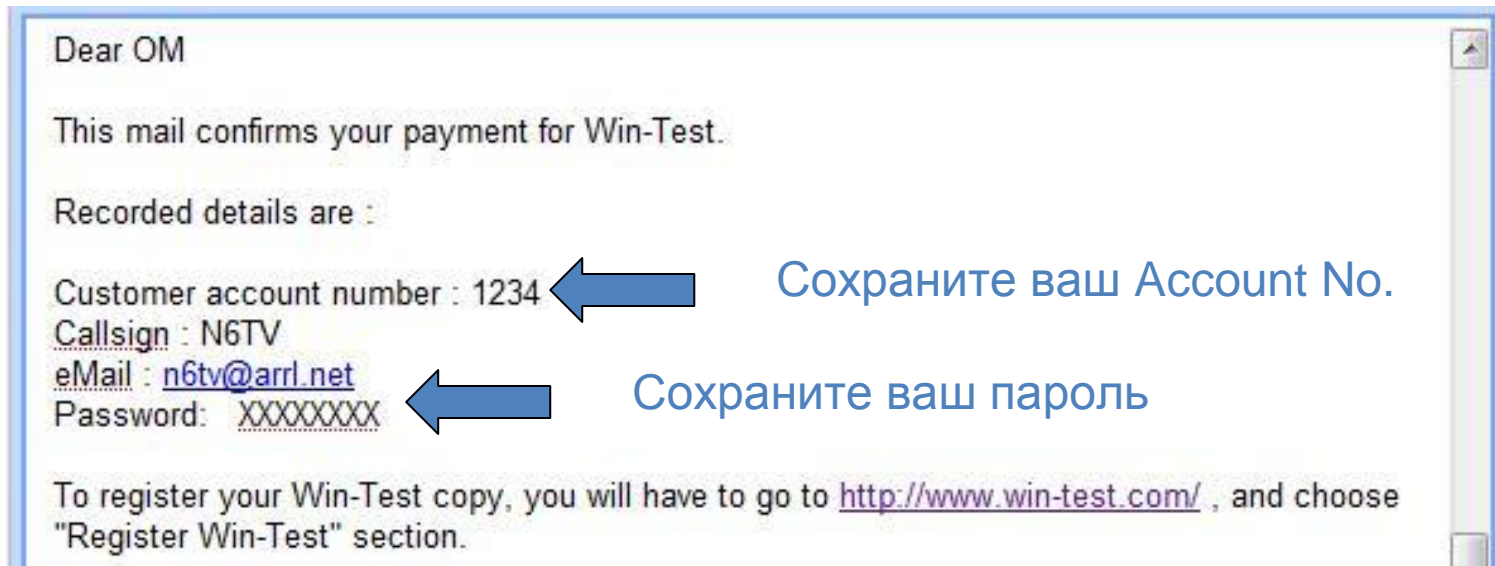 Dear OM
This mail confirms your payment for Win-Test.
Recorded details are :
Customer account number : 1234
Сохраните ваш Account No.
Callsign : N6TV
eMail : n6tv@arrl.net
Password: XXXXXXXX
Сохраните ваш пароль
To register your Win-Test copy, you will have to go to http://www.win-test.com/ , and choose
"Register Win-Test" section.